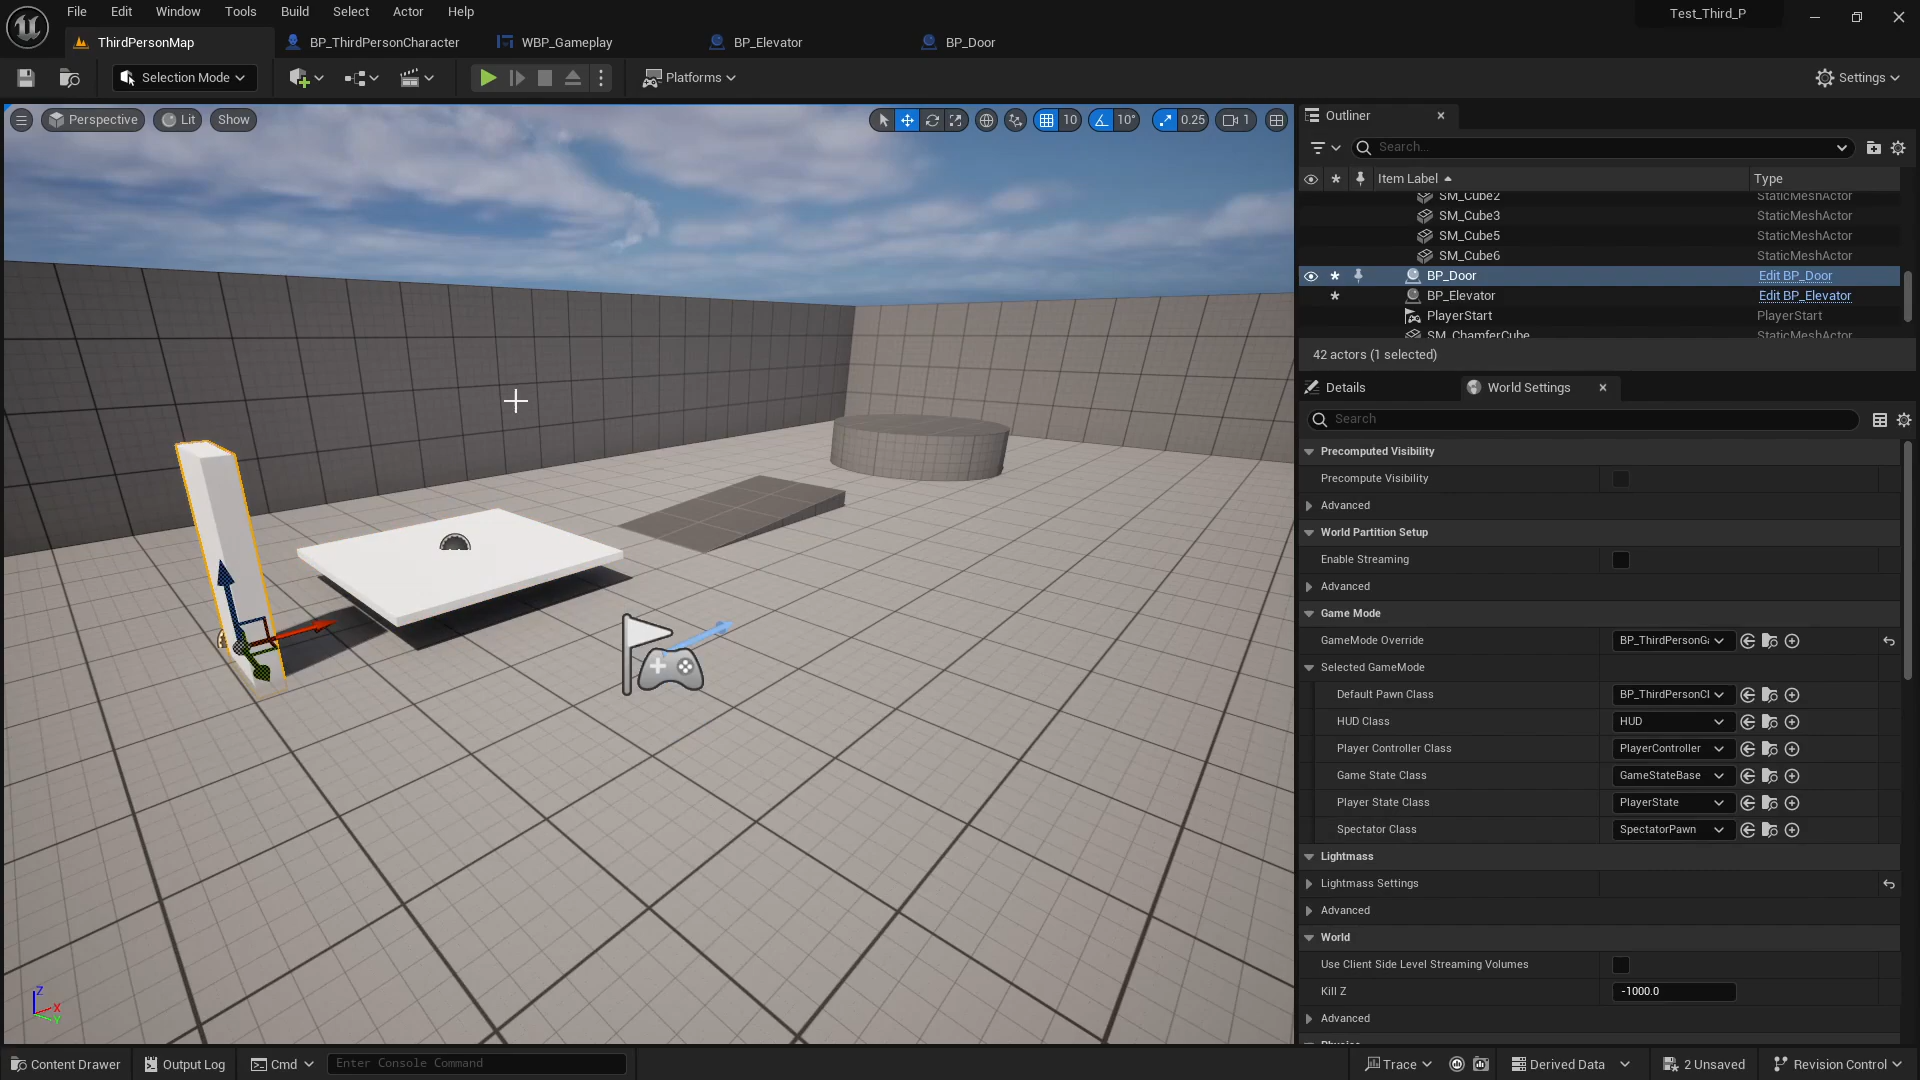 File Edit Window Tools Build Select Actor Help
Test_Third_P
ThirdPersonMap
BP_ThirdPersonCharacter
WBP_Gameplay
BP_Elevator
BP_Door
Selection Mode
Platforms
Settings
Perspective
Lit
Show
10
10°
0.25
1
Outliner
Search...
Item Label
Type
SM_Cube2 StaticMeshActor
SM_Cube3 StaticMeshActor
SM_Cube5 StaticMeshActor
SM_Cube6 StaticMeshActor
BP_Door Edit BP_Door
BP_Elevator Edit BP_Elevator
PlayerStart PlayerStart
SM_ChamferCube StaticMeshActor
42 actors (1 selected)
Details
World Settings
Search
Precomputed Visibility
Precompute Visibility
Advanced
World Partition Setup
Enable Streaming
Advanced
Game Mode
GameMode Override BP_ThirdPersonGa
Selected GameMode
Default Pawn Class BP_ThirdPersonCl
HUD Class HUD
Player Controller Class PlayerController
Game State Class GameStateBase
Player State Class PlayerState
Spectator Class SpectatorPawn
Lightmass
Lightmass Settings
Advanced
World
Use Client Side Level Streaming Volumes
Kill Z -1000.0
Advanced
Physics
Z
X
Y
Content Drawer
Output Log
Cmd
Enter Console Command
Trace
Derived Data
2 Unsaved
Revision Control